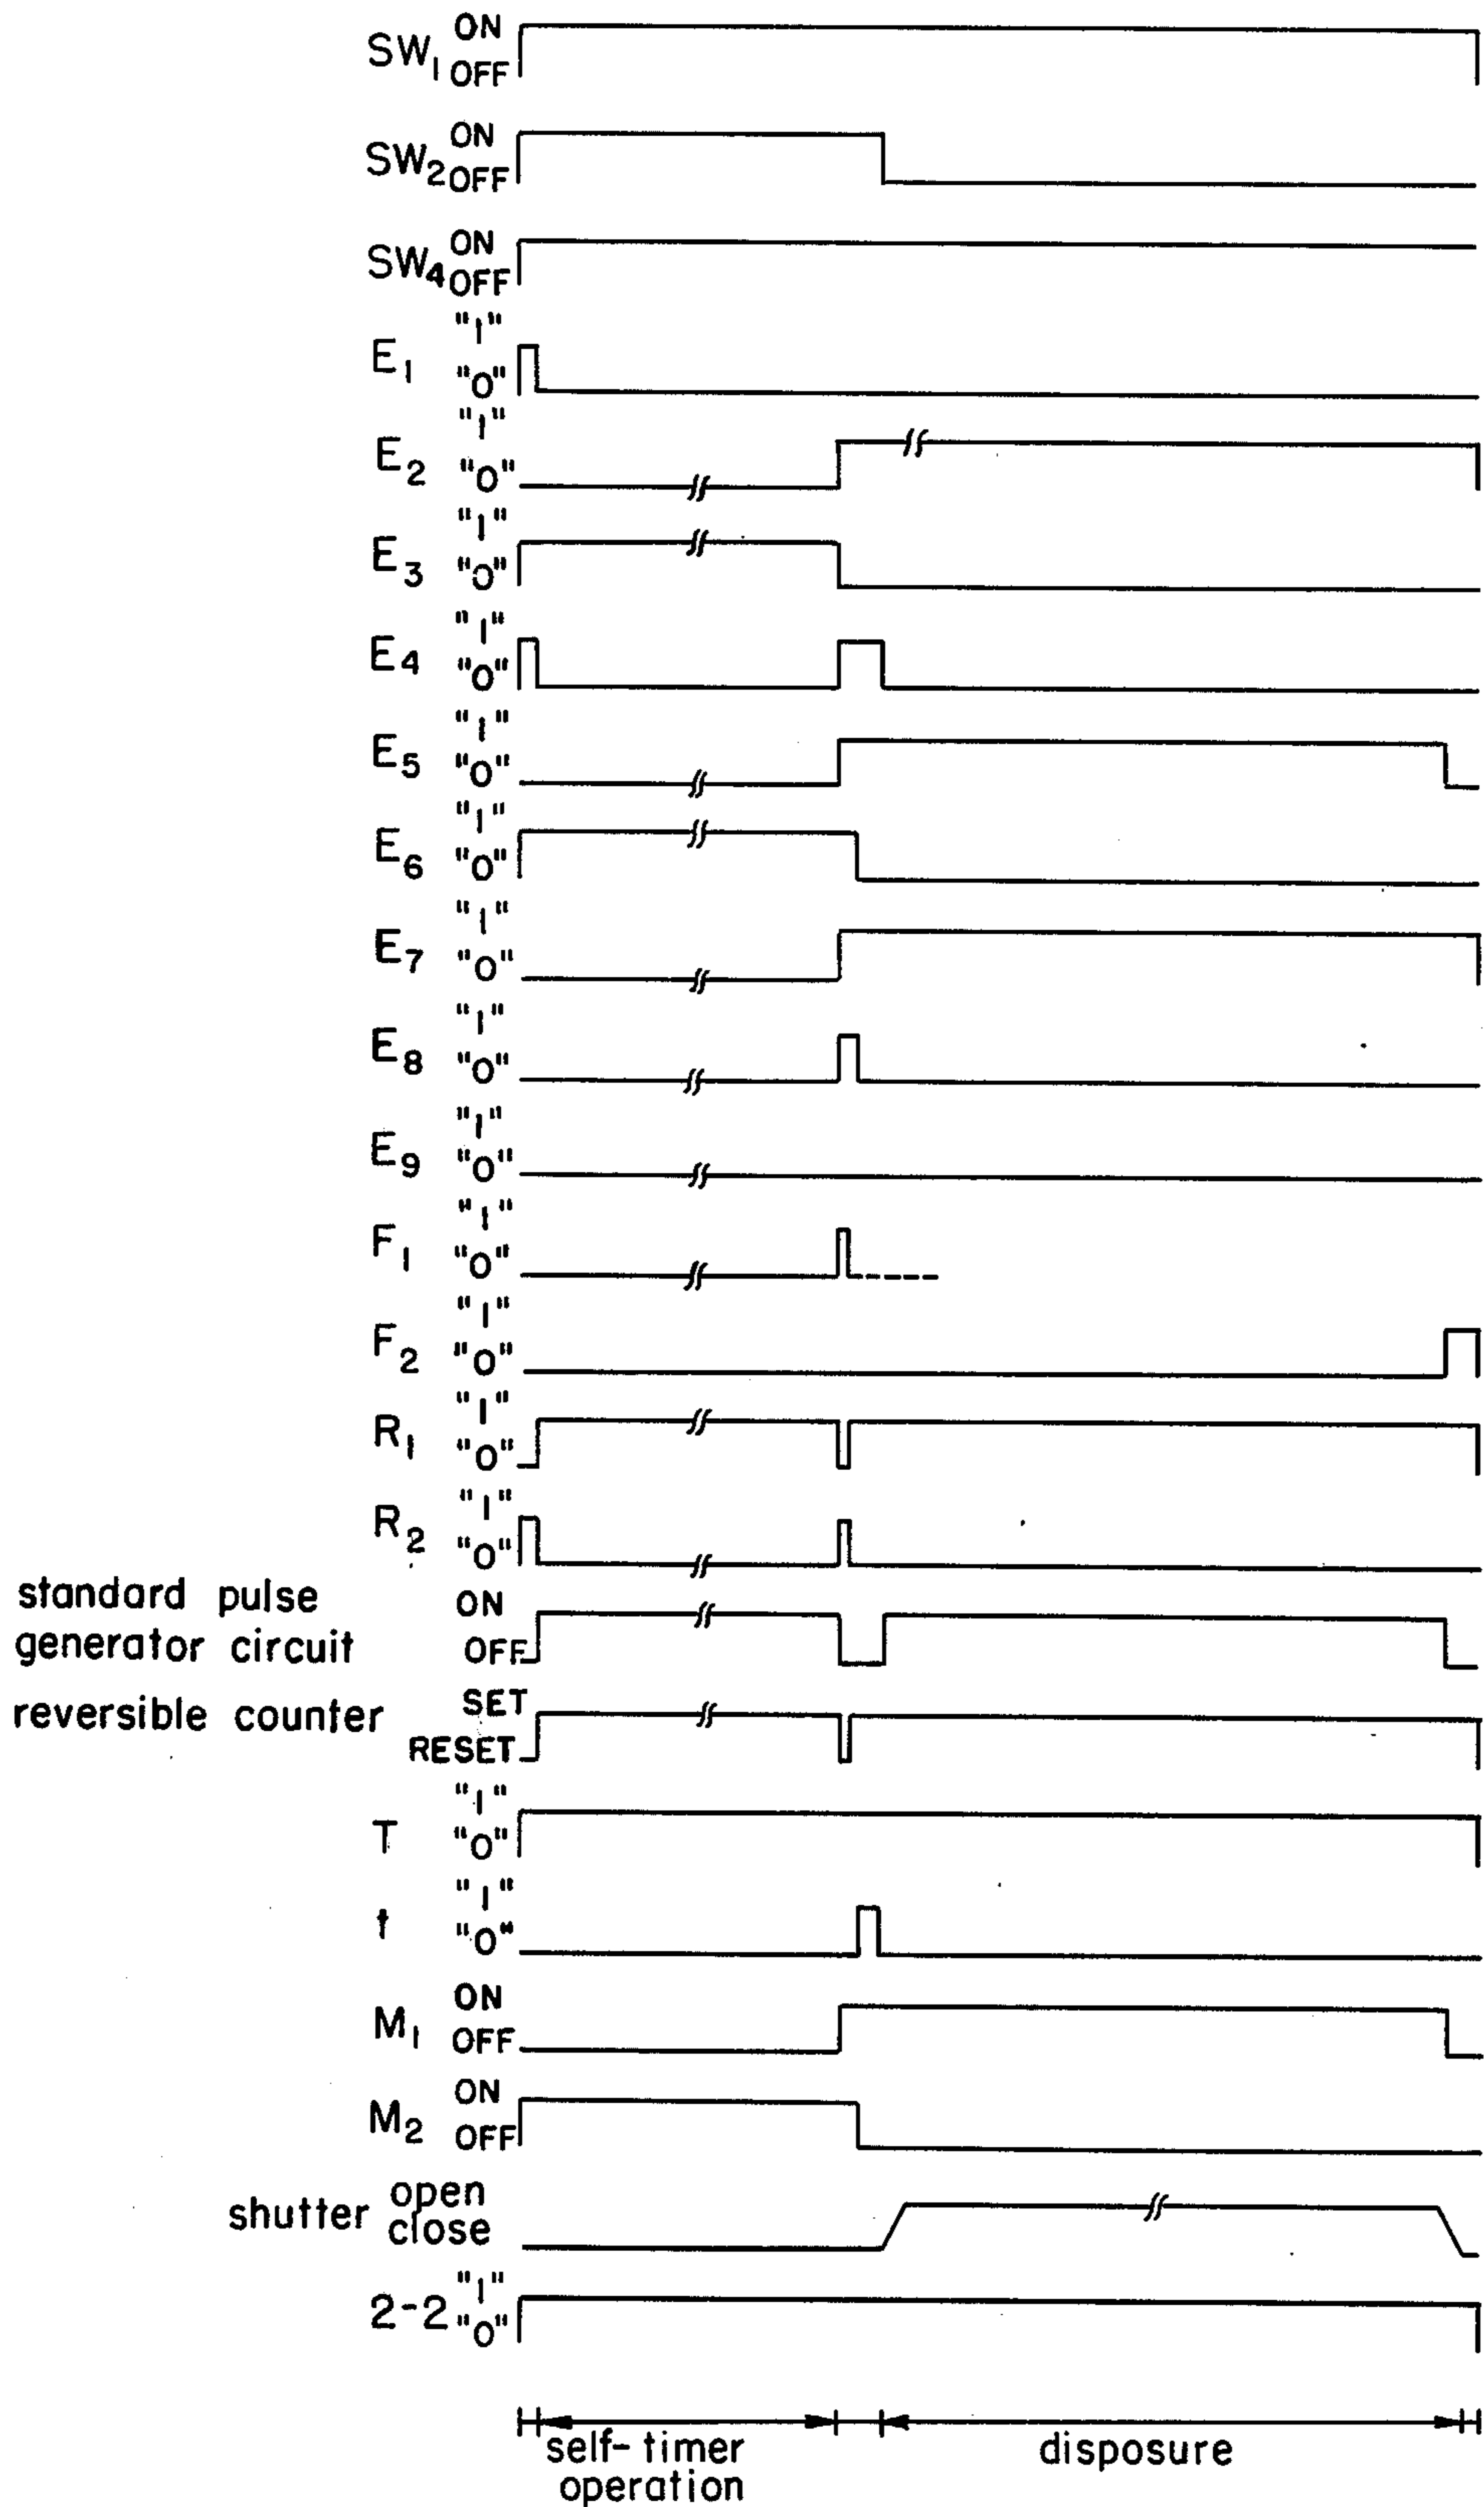 SW1 ON
OFF
SW2 ON
OFF
SW4 ON
OFF
E1 "1"
"0"
E2 "1"
"0"
E3 "1"
"0"
E4 "1"
"0"
E5 "1"
"0"
E6 "1"
"0"
E7 "1"
"0"
E8 "1"
"0"
E9 "1"
"0"
F1 "1"
"0"
F2 "1"
"0"
R1 "1"
"0"
R2 "1"
"0"
standard pulse ON
generator circuit OFF
reversible counter SET
RESET
T "1"
"0"
t "1"
"0"
M1 ON
OFF
M2 ON
OFF
shutter open
close
2-2 "1"
"0"
self-timer
operation
disposure